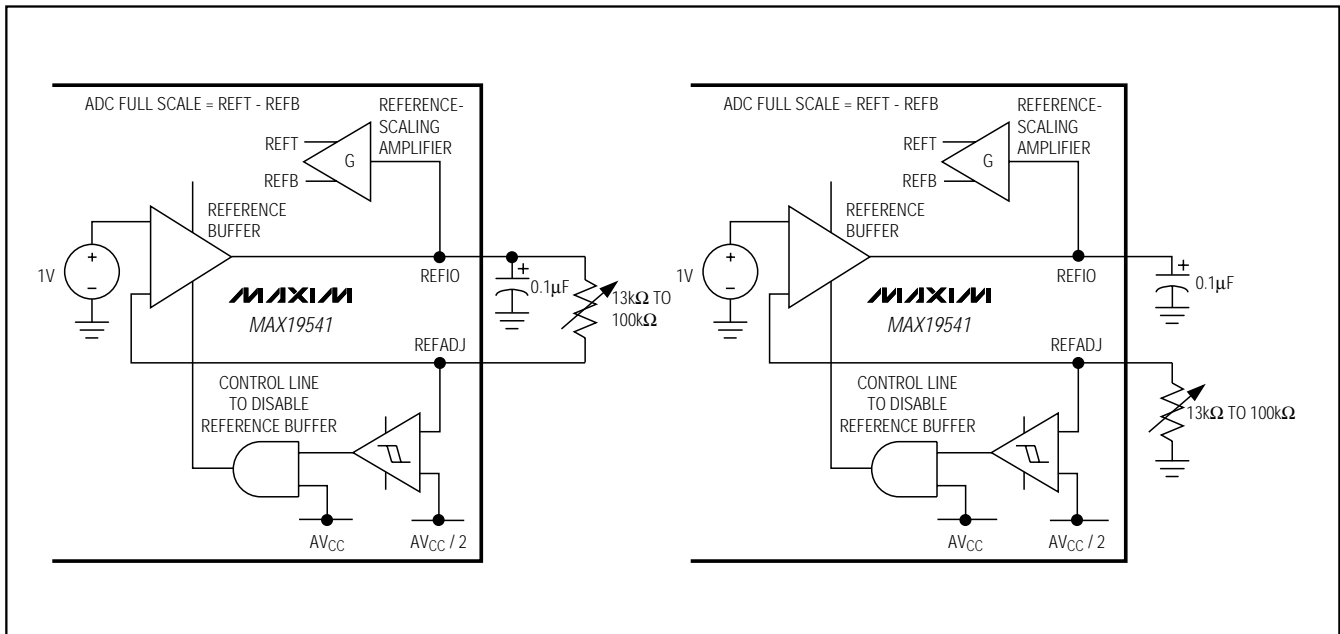 ADC FULL SCALE = REFT - REFB
REFERENCE-
SCALING
AMPLIFIER
REFT
G
REFB
REFERENCE
BUFFER
1V
+
−
REFIO
+
0.1µF
13kΩ TO
100kΩ
MAXIM
MAX19541
REFADJ
CONTROL LINE
TO DISABLE
REFERENCE BUFFER
AVCC
AVCC / 2
ADC FULL SCALE = REFT - REFB
REFERENCE-
SCALING
AMPLIFIER
REFT
G
REFB
REFERENCE
BUFFER
1V
+
−
REFIO
+
0.1µF
MAXIM
MAX19541
REFADJ
13kΩ TO 100kΩ
CONTROL LINE
TO DISABLE
REFERENCE BUFFER
AVCC
AVCC / 2